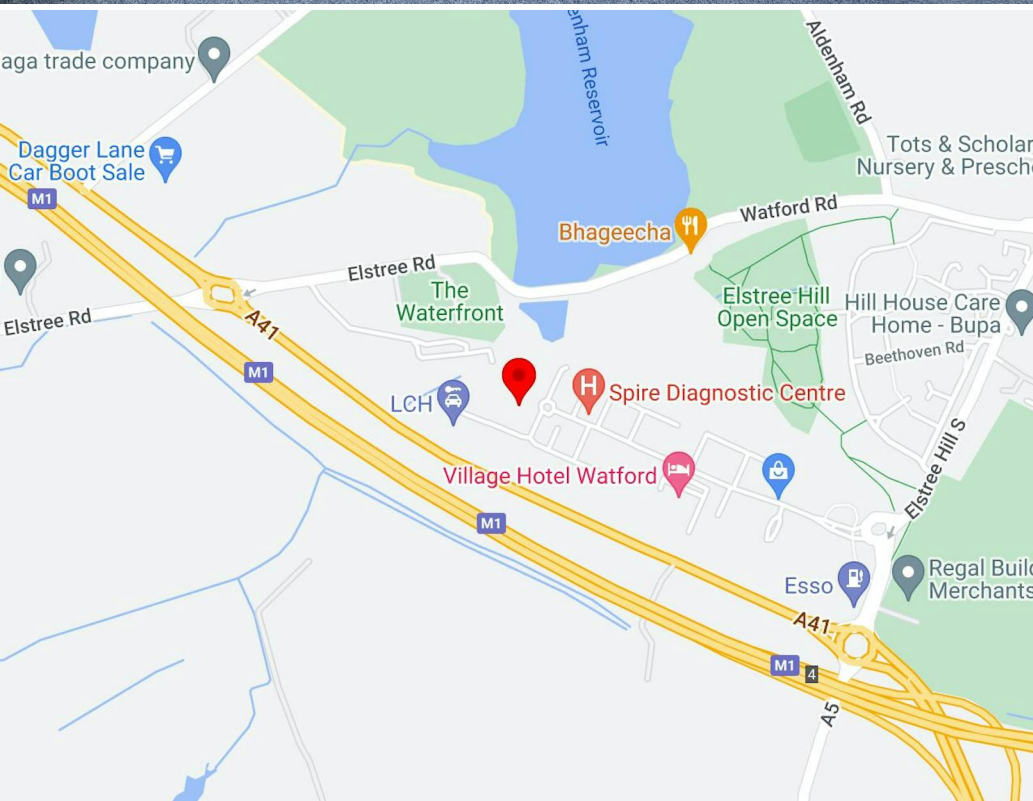 enham Reservoir
Aldenham Rd
aga trade company
Dagger Lane
Car Boot Sale
M1
Tots & Scholar
Nursery & Presch
Watford Rd
Bhageecha
Elstree Rd
The
Waterfront
Elstree Hill
Open Space
Hill House Care
Home - Bupa
Beethoven Rd
Elstree Rd
A41
M1
LCH
H
Spire Diagnostic Centre
Village Hotel Watford
Elstree Hill S
M1
Esso
Regal Buil
Merchants
A41
M1
4
A5